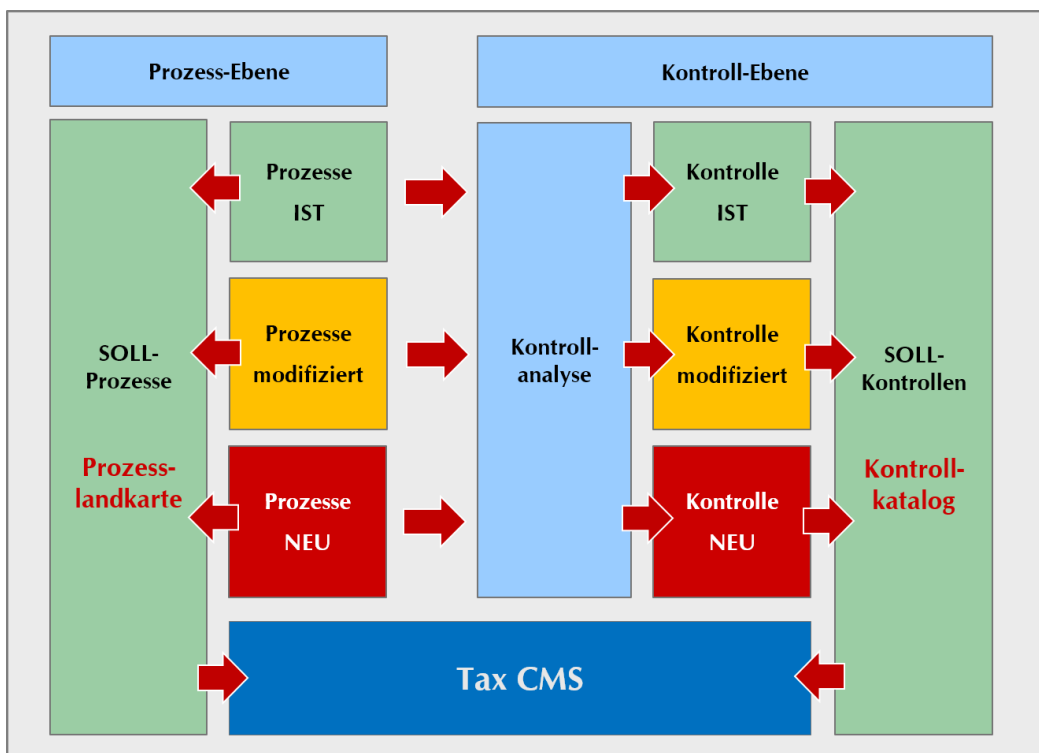 Prozess-Ebene
Kontroll-Ebene
SOLL-
Prozesse
Prozess-
landkarte
Prozesse
IST
Prozesse
modifiziert
Prozesse
NEU
Kontroll-
analyse
Kontrolle
IST
Kontrolle
modifiziert
Kontrolle
NEU
SOLL-
Kontrollen
Kontroll-
katalog
Tax CMS